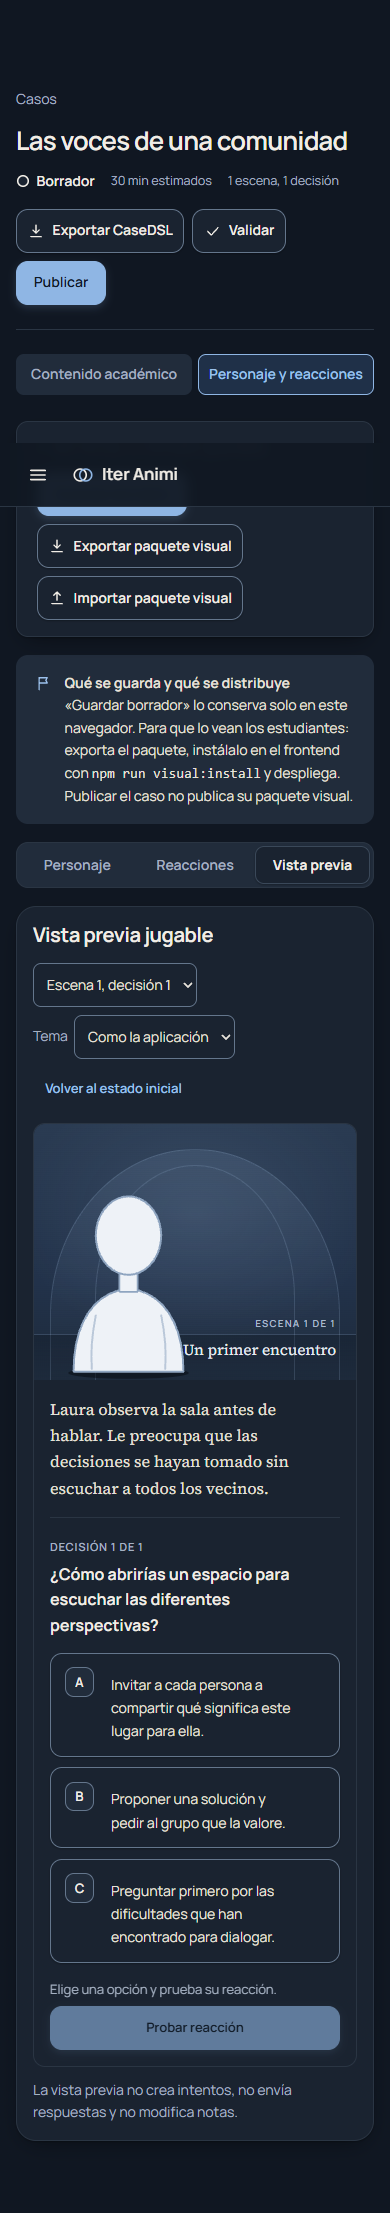 Casos
Las voces de una comunidad
Borrador 30 min estimados 1 escena, 1 decisión
Exportar CaseDSL Validar
Publicar
Contenido académico Personaje y reacciones
Iter Animi
Exportar paquete visual
Importar paquete visual
Qué se guarda y qué se distribuye
«Guardar borrador» lo conserva solo en este
navegador. Para que lo vean los estudiantes:
exporta el paquete, instálalo en el frontend
con npm run visual:install y despliega.
Publicar el caso no publica su paquete visual.
Personaje Reacciones Vista previa
Vista previa jugable
Escena 1, decisión 1
Tema Como la aplicación
Volver al estado inicial
ESCENA 1 DE 1
Un primer encuentro
Laura observa la sala antes de
hablar. Le preocupa que las
decisiones se hayan tomado sin
escuchar a todos los vecinos.
DECISIÓN 1 DE 1
¿Cómo abrirías un espacio para
escuchar las diferentes
perspectivas?
A Invitar a cada persona a
compartir qué significa este
lugar para ella.
B Proponer una solución y
pedir al grupo que la valore.
C Preguntar primero por las
dificultades que han
encontrado para dialogar.
Elige una opción y prueba su reacción.
Probar reacción
La vista previa no crea intentos, no envía
respuestas y no modifica notas.